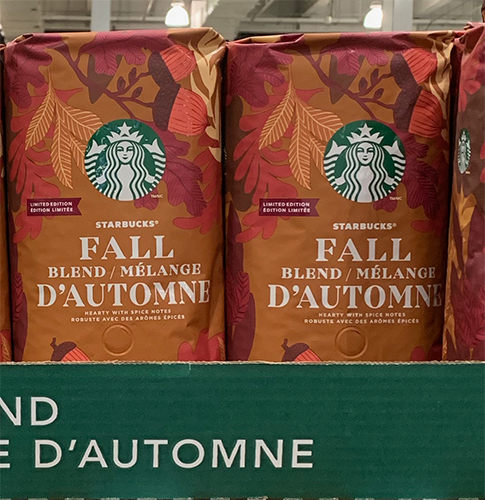 LIMITED EDITION
ÉDITION LIMITÉE
STARBUCKS®
FALL
BLEND / MÉLANGE
D'AUTOMNE
HEARTY WITH SPICE NOTES
ROBUSTE AVEC DES ARÔMES ÉPICÉS
LIMITED EDITION
ÉDITION LIMITÉE
STARBUCKS®
FALL
BLEND / MÉLANGE
D'AUTOMNE
HEARTY WITH SPICE NOTES
ROBUSTE AVEC DES ARÔMES ÉPICÉS
ND
E D'AUTOMNE